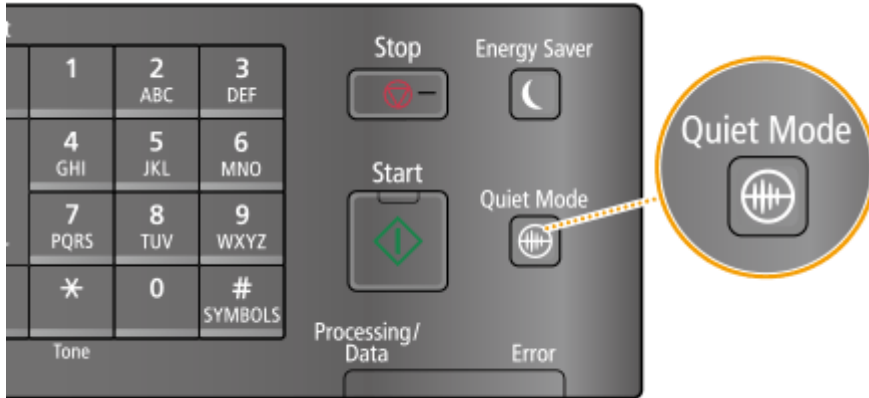 Stop
Energy Saver
1
2
ABC
3
DEF
4
GHI
5
JKL
6
MNO
Start
Quiet Mode
7
PQRS
8
TUV
9
WXYZ
*
0
#
SYMBOLS
Tone
Processing/
Data
Error
Quiet Mode